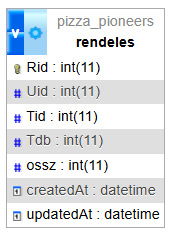 v pizza_pioneers
rendeles
Rid : int(11)
Uid : int(11)
Tid : int(11)
Tdb : int(11)
ossz : int(11)
createdAt : datetime
updatedAt : datetime